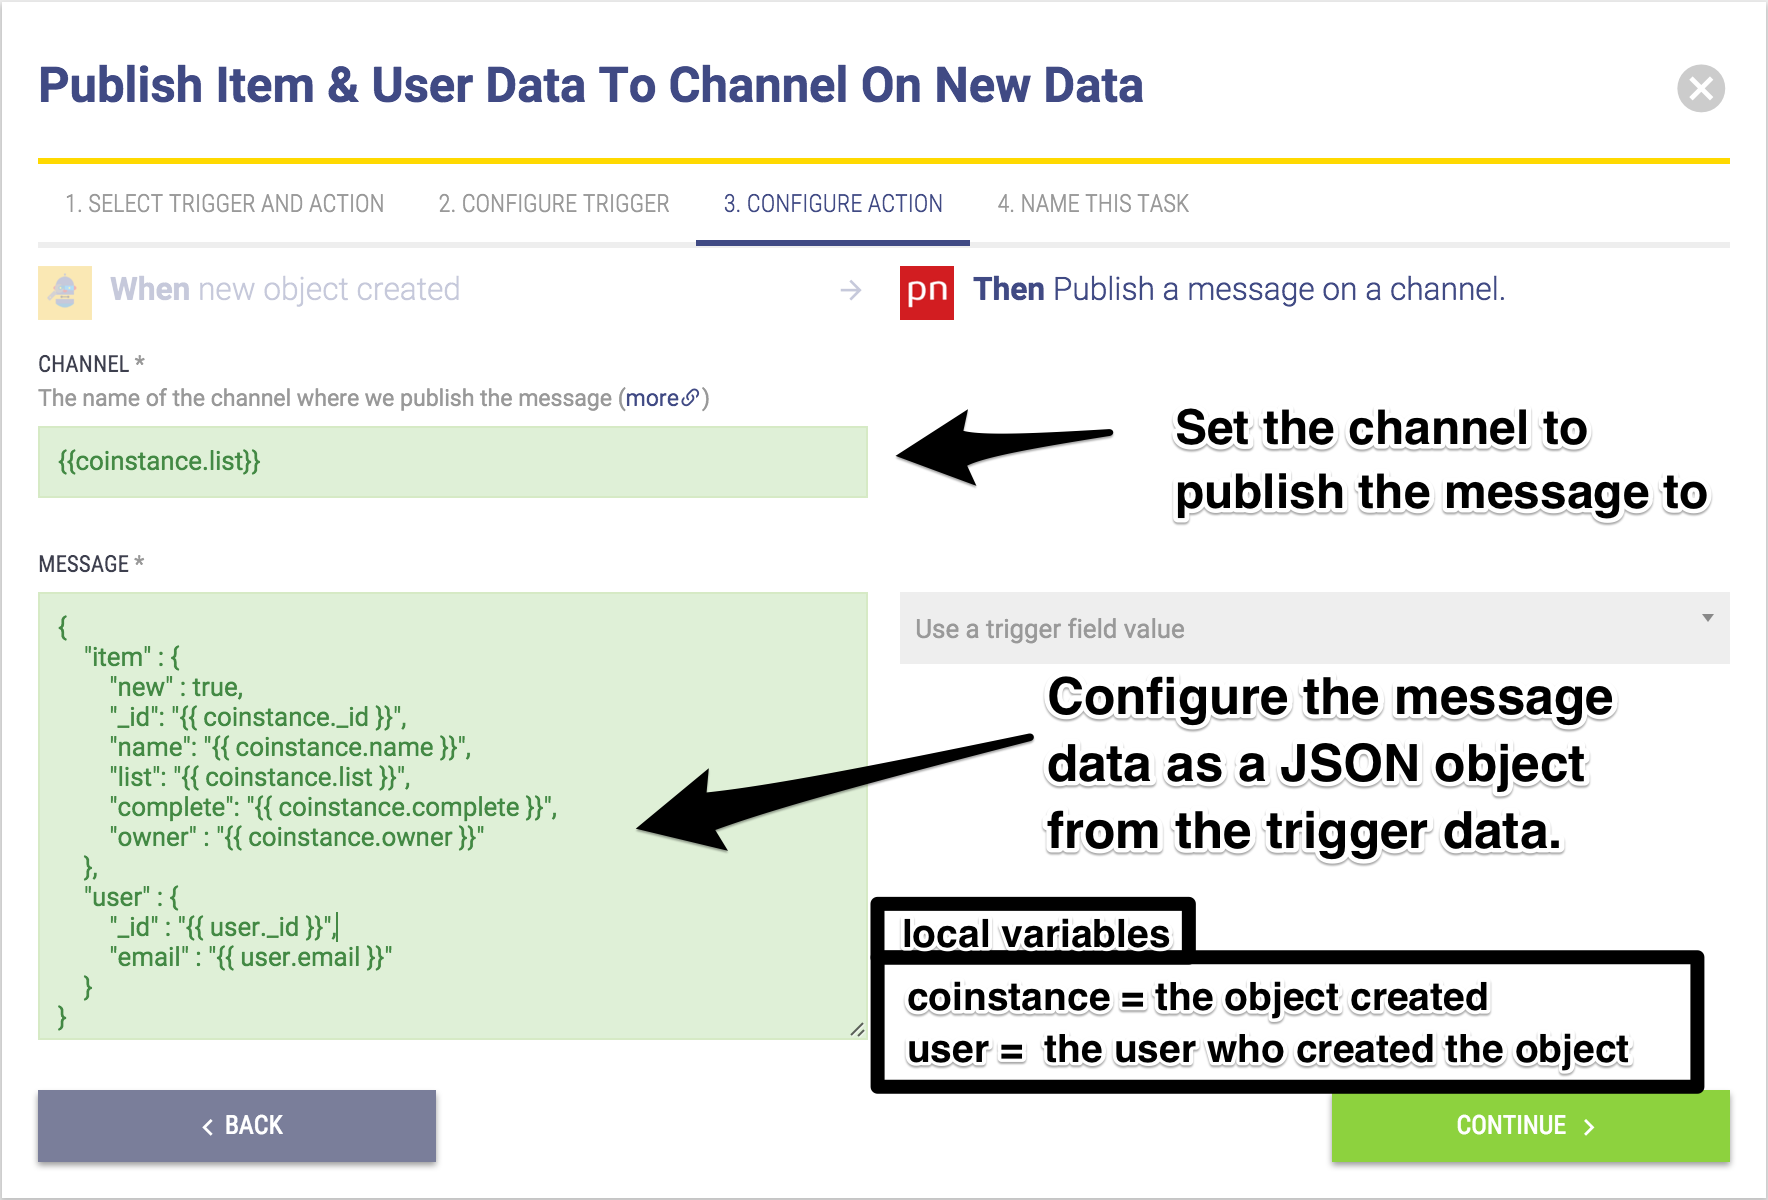 Publish Item & User Data To Channel On New Data
1. SELECT TRIGGER AND ACTION
2. CONFIGURE TRIGGER
3. CONFIGURE ACTION
4. NAME THIS TASK
When new object created
pn
Then Publish a message on a channel.
CHANNEL *
The name of the channel where we publish the message (more)
{{coinstance.list}}
Set the channel to
publish the message to
MESSAGE *
{
"item" : {
"new" : true,
"_id": "{{ coinstance._id }}",
"name": "{{ coinstance.name }}",
"list": "{{ coinstance.list }}",
"complete": "{{ coinstance.complete }}",
"owner" : "{{ coinstance.owner }}"
},
"user" : {
"_id" : "{{ user._id }}",
"email" : "{{ user.email }}"
}
}
Use a trigger field value
Configure the message
data as a JSON object
from the trigger data.
local variables
coinstance = the object created
user = the user who created the object
BACK
CONTINUE